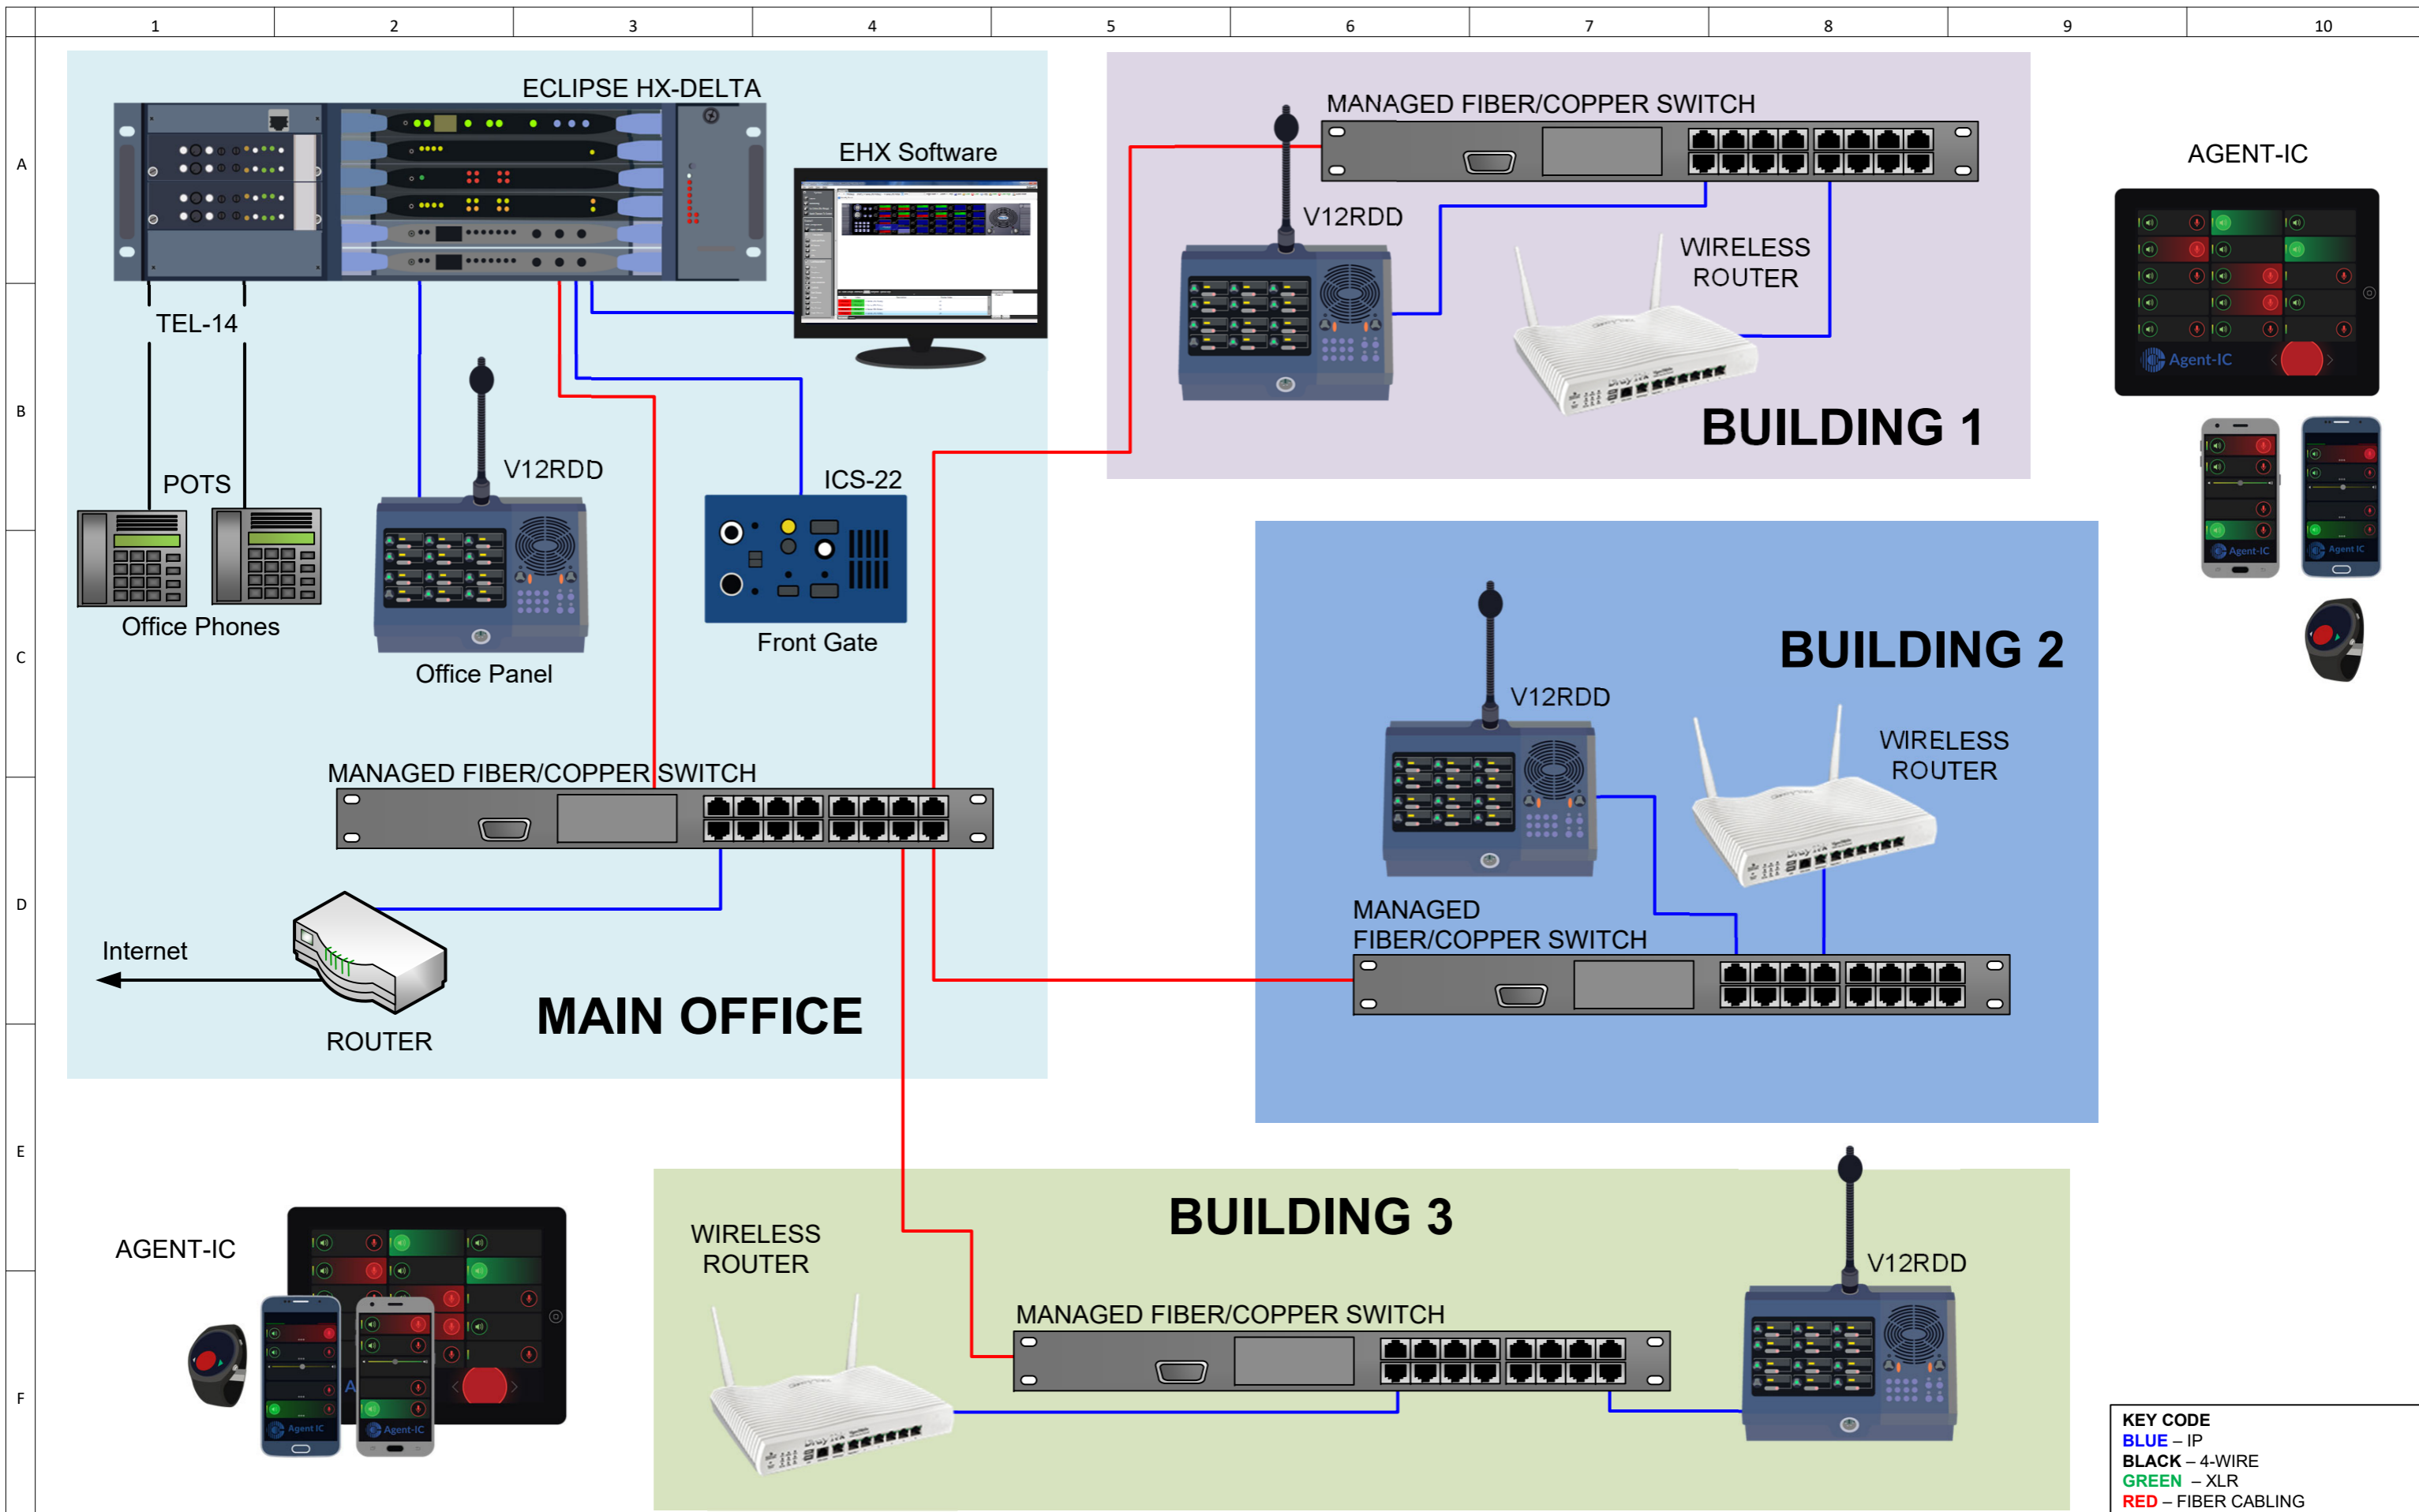 1 2 3 4 5 6 7 8 9 10
A
B
C
D
E
F
ECLIPSE HX-DELTA
EHX Software
TEL-14
POTS
Office Phones
V12RDD
Office Panel
ICS-22
Front Gate
MANAGED FIBER/COPPER SWITCH
Internet
ROUTER
MAIN OFFICE
MANAGED FIBER/COPPER SWITCH
V12RDD
WIRELESS
ROUTER
BUILDING 1
AGENT-IC
Agent-IC
Agent-IC
Agent IC
BUILDING 2
V12RDD
WIRELESS
ROUTER
MANAGED
FIBER/COPPER SWITCH
BUILDING 3
WIRELESS
ROUTER
MANAGED FIBER/COPPER SWITCH
V12RDD
AGENT-IC
A
Agent IC
Agent-IC
KEY CODE
BLUE – IP
BLACK – 4-WIRE
GREEN – XLR
RED – FIBER CABLING